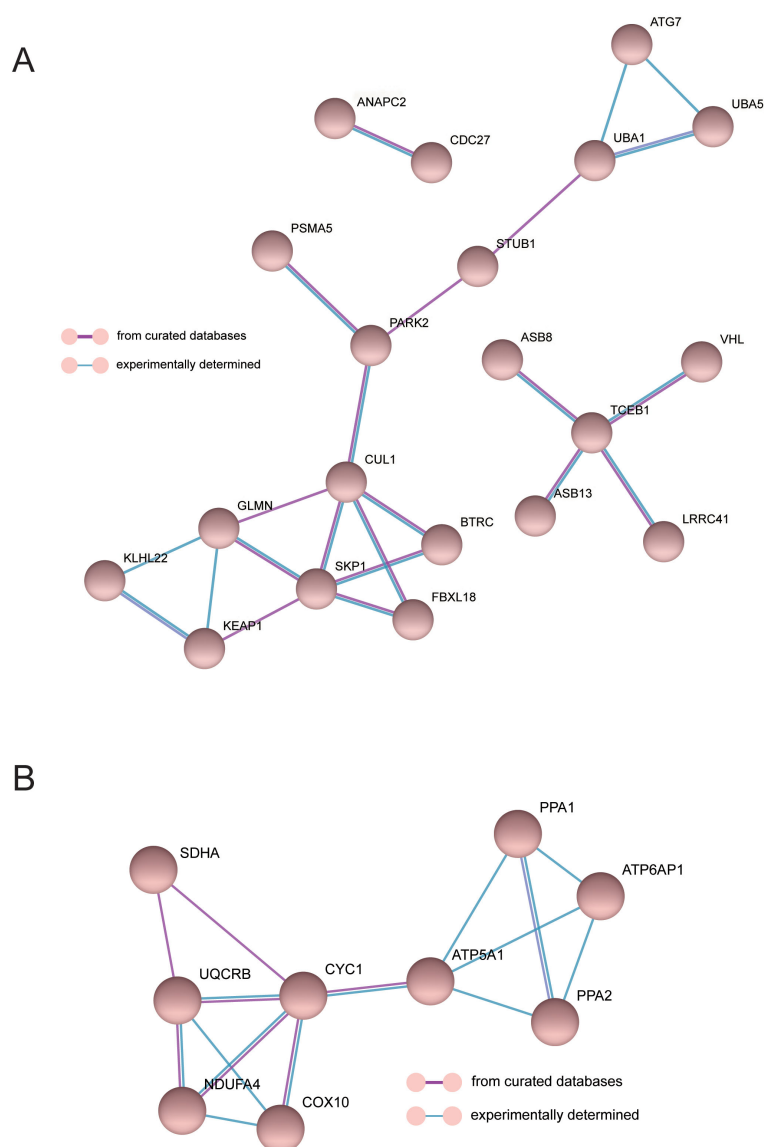 A
ATG7
ANAPC2
UBA5
CDC27
UBA1
PSMA5
STUB1
from curated databases
PARK2
experimentally determined
ASB8
VHL
TCEB1
CUL1
GLMN
ASB13
BTRC
LRRC41
KLHL22
SKP1
FBXL18
KEAP1
B
PPA1
SDHA
ATP6AP1
UQCRB
CYC1
ATP5A1
PPA2
NDUFA4
COX10
from curated databases
experimentally determined